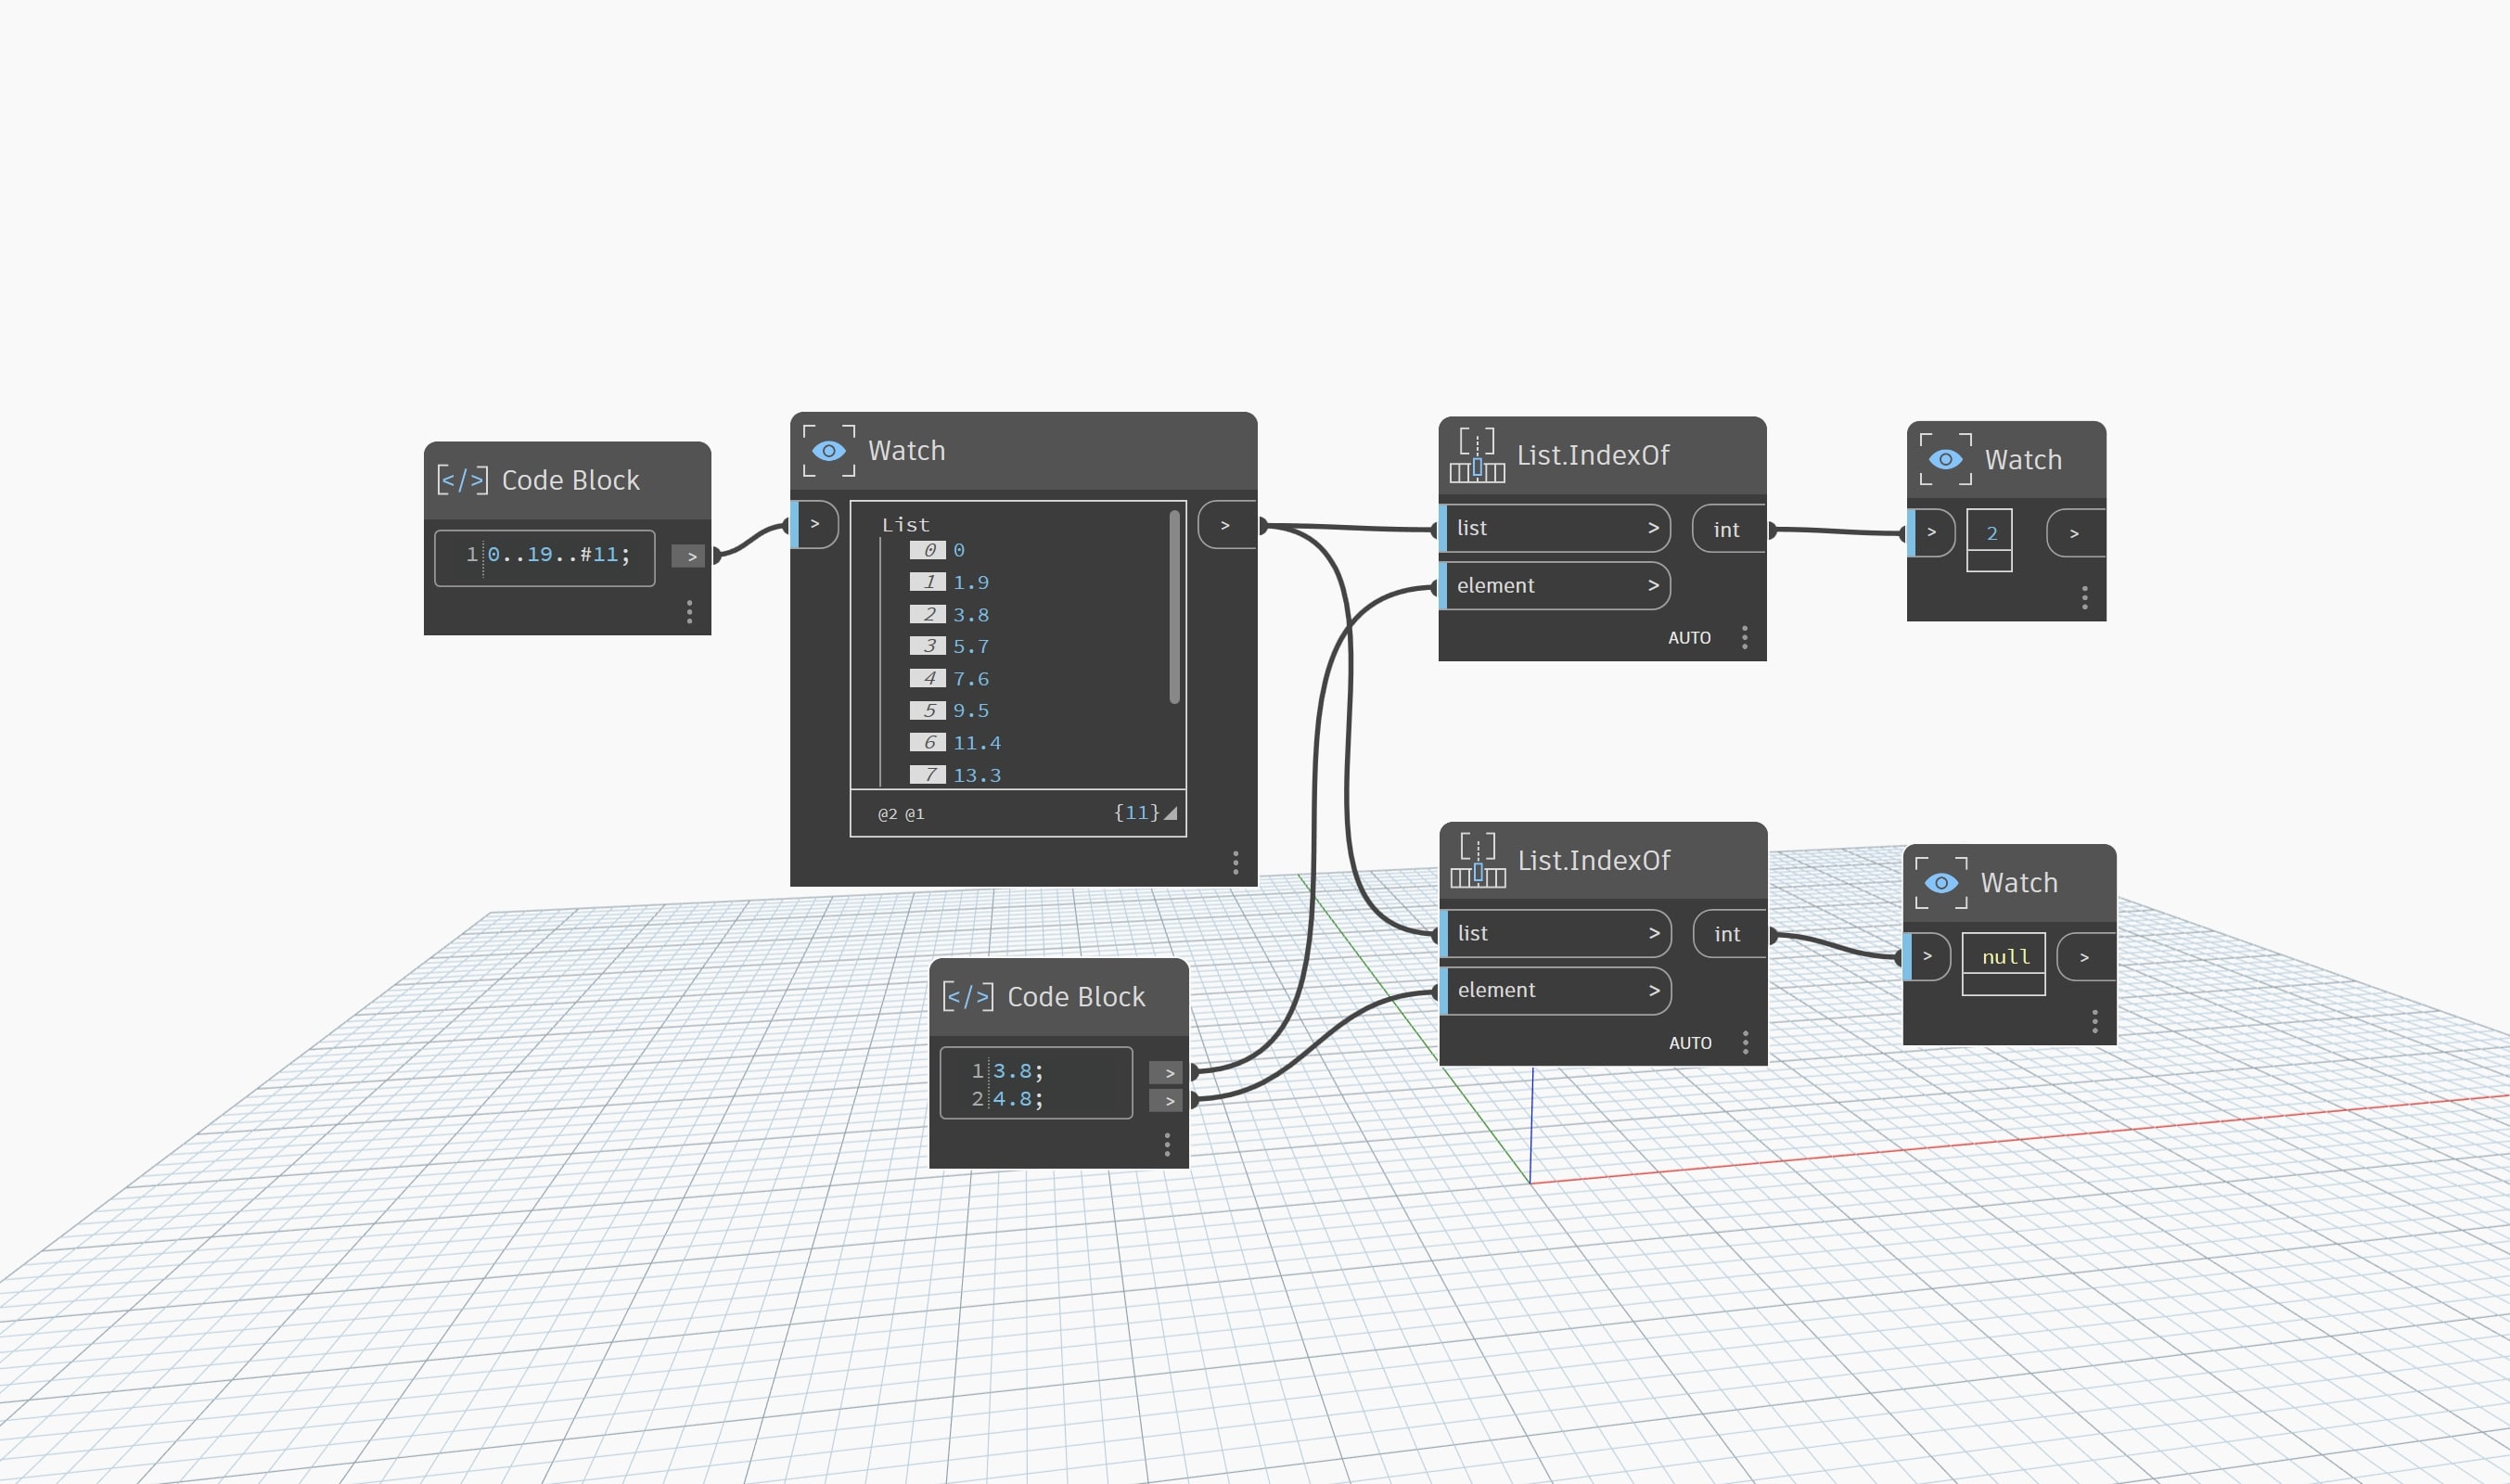 Code Block
1 0..19..#11;
>
Watch
>
List
0 0
1 1.9
2 3.8
3 5.7
4 7.6
5 9.5
6 11.4
7 13.3
@2 @1 {11}
>
List.IndexOf
list >
element >
int
AUTO
Watch
> 2 >
Code Block
1 3.8; >
2 4.8; >
List.IndexOf
list >
element >
int
AUTO
Watch
> null >